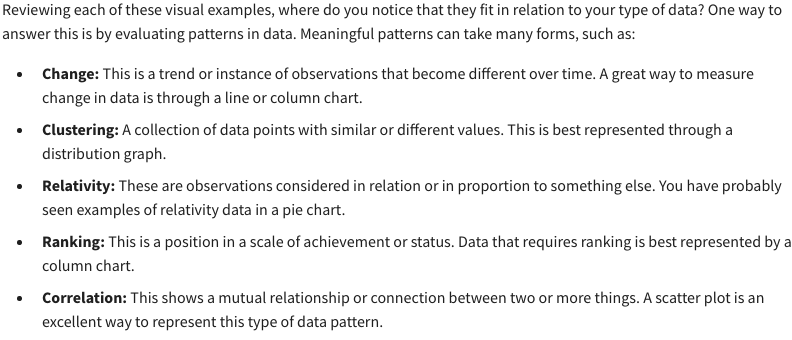 Reviewing each of these visual examples, where do you notice that they fit in relation to your type of data? One way to
answer this is by evaluating patterns in data. Meaningful patterns can take many forms, such as:
• Change: This is a trend or instance of observations that become different over time. A great way to measure
change in data is through a line or column chart.
• Clustering: A collection of data points with similar or different values. This is best represented through a
distribution graph.
• Relativity: These are observations considered in relation or in proportion to something else. You have probably
seen examples of relativity data in a pie chart.
• Ranking: This is a position in a scale of achievement or status. Data that requires ranking is best represented by a
column chart.
• Correlation: This shows a mutual relationship or connection between two or more things. A scatter plot is an
excellent way to represent this type of data pattern.